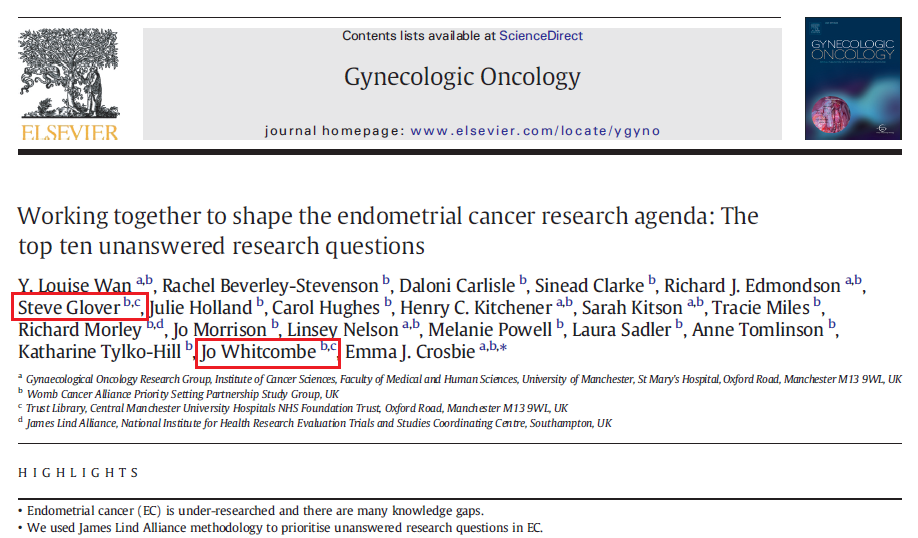 Contents lists available at ScienceDirect
Gynecologic Oncology
journal homepage: www.elsevier.com/locate/ygyno
ELSEVIER
GYNECOLOGIC
ONCOLOGY
Working together to shape the endometrial cancer research agenda: The
top ten unanswered research questions
Y. Louise Wan a,b, Rachel Beverley-Stevenson b, Daloni Carlisle b, Sinead Clarke b, Richard J. Edmondson a,b,
Steve Glover b,c, Julie Holland b, Carol Hughes b, Henry C. Kitchener a,b, Sarah Kitson a,b, Tracie Miles b,
Richard Morley b,d, Jo Morrison b, Linsey Nelson a,b, Melanie Powell b, Laura Sadler b, Anne Tomlinson b,
Katharine Tylko-Hill b, Jo Whitcombe b,c, Emma J. Crosbie a,b,*
a Gynaecological Oncology Research Group, Institute of Cancer Sciences, Faculty of Medical and Human Sciences, University of Manchester, St Mary's Hospital, Oxford Road, Manchester M13 9WL, UK
b Womb Cancer Alliance Priority Setting Partnership Study Group, UK
c Trust Library, Central Manchester University Hospitals NHS Foundation Trust, Oxford Road, Manchester M13 9WL, UK
d James Lind Alliance, National Institute for Health Research Evaluation Trials and Studies Coordinating Centre, Southampton, UK
HIGHLIGHTS
• Endometrial cancer (EC) is under-researched and there are many knowledge gaps.
• We used James Lind Alliance methodology to prioritise unanswered research questions in EC.